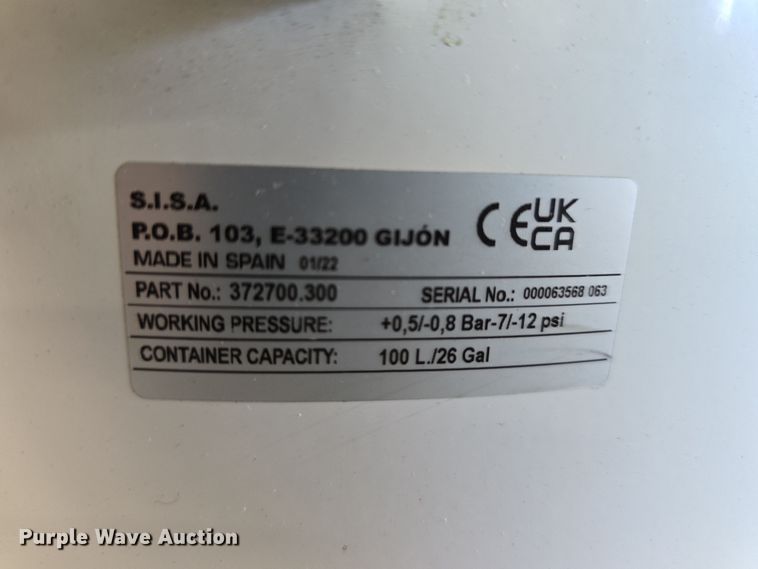 S.I.S.A.
P.O.B. 103, E-33200 GIJÓN
CE UK CA
MADE IN SPAIN 01/22
PART No.: 372700.300 SERIAL No.: 000063568 063
WORKING PRESSURE: +0,5/-0,8 Bar-7/-12 psi
CONTAINER CAPACITY: 100 L./26 Gal
Purple Wave Auction